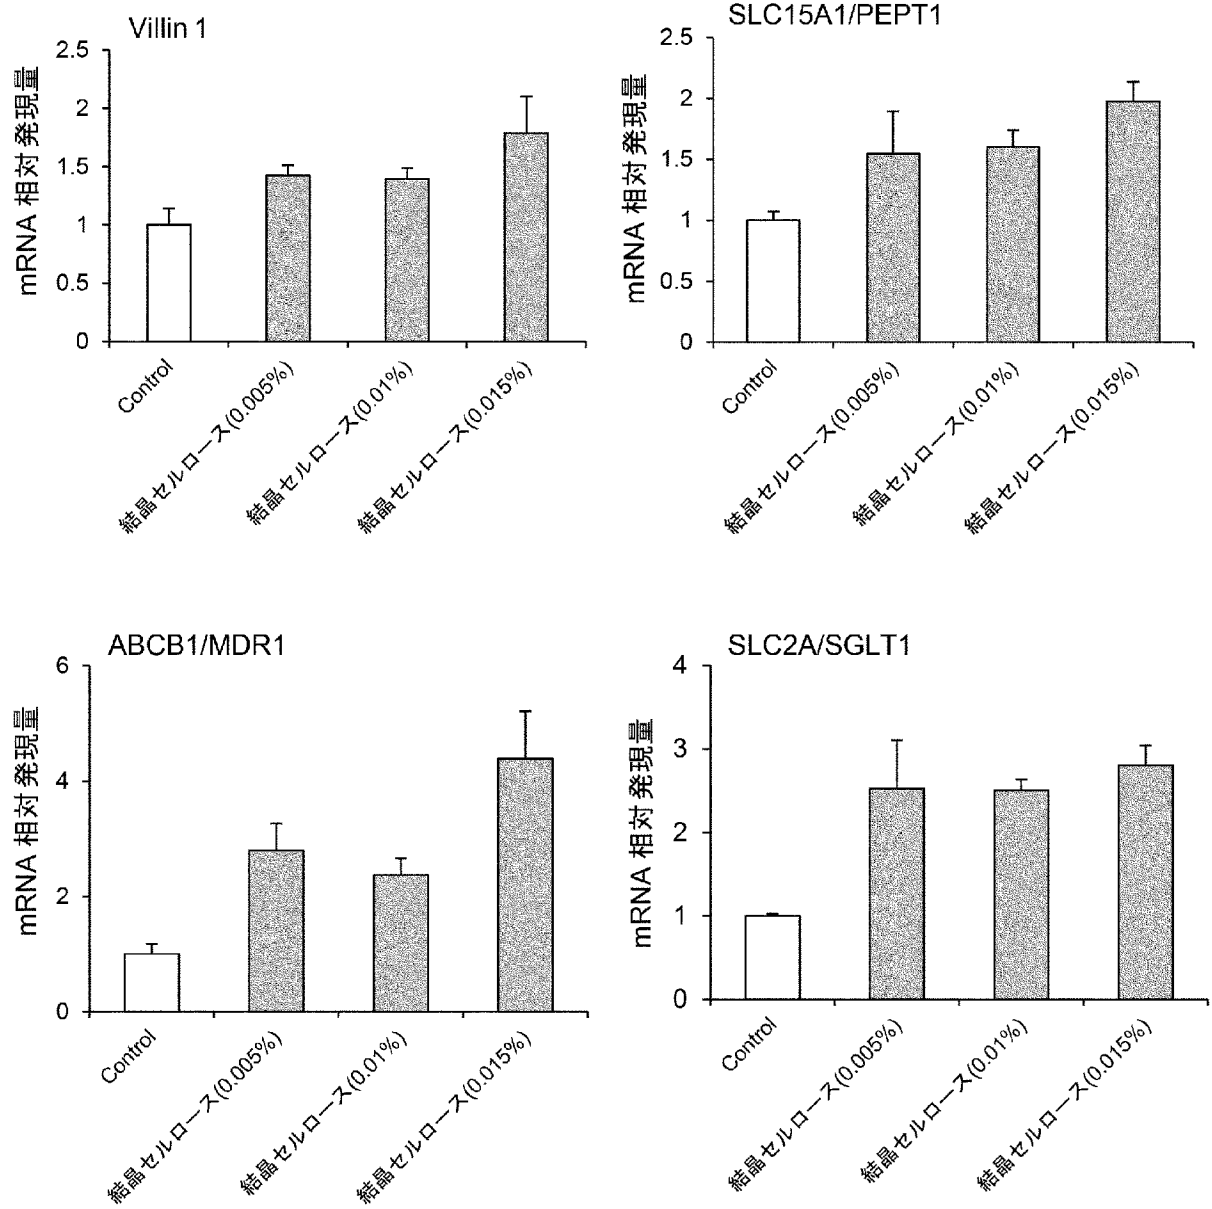 Villin 1
mRNA 相対発現量
2.5
2
1.5
1
0.5
0
Control
結晶セルロース(0.005%)
結晶セルロース(0.01%)
結晶セルロース(0.015%)
SLC15A1/PEPT1
mRNA 相対発現量
2.5
2
1.5
1
0.5
0
Control
結晶セルロース(0.005%)
結晶セルロース(0.01%)
結晶セルロース(0.015%)
ABCB1/MDR1
mRNA 相対発現量
6
4
2
0
Control
結晶セルロース(0.005%)
結晶セルロース(0.01%)
結晶セルロース(0.015%)
SLC2A/SGLT1
mRNA 相対発現量
4
3
2
1
0
Control
結晶セルロース(0.005%)
結晶セルロース(0.01%)
結晶セルロース(0.015%)